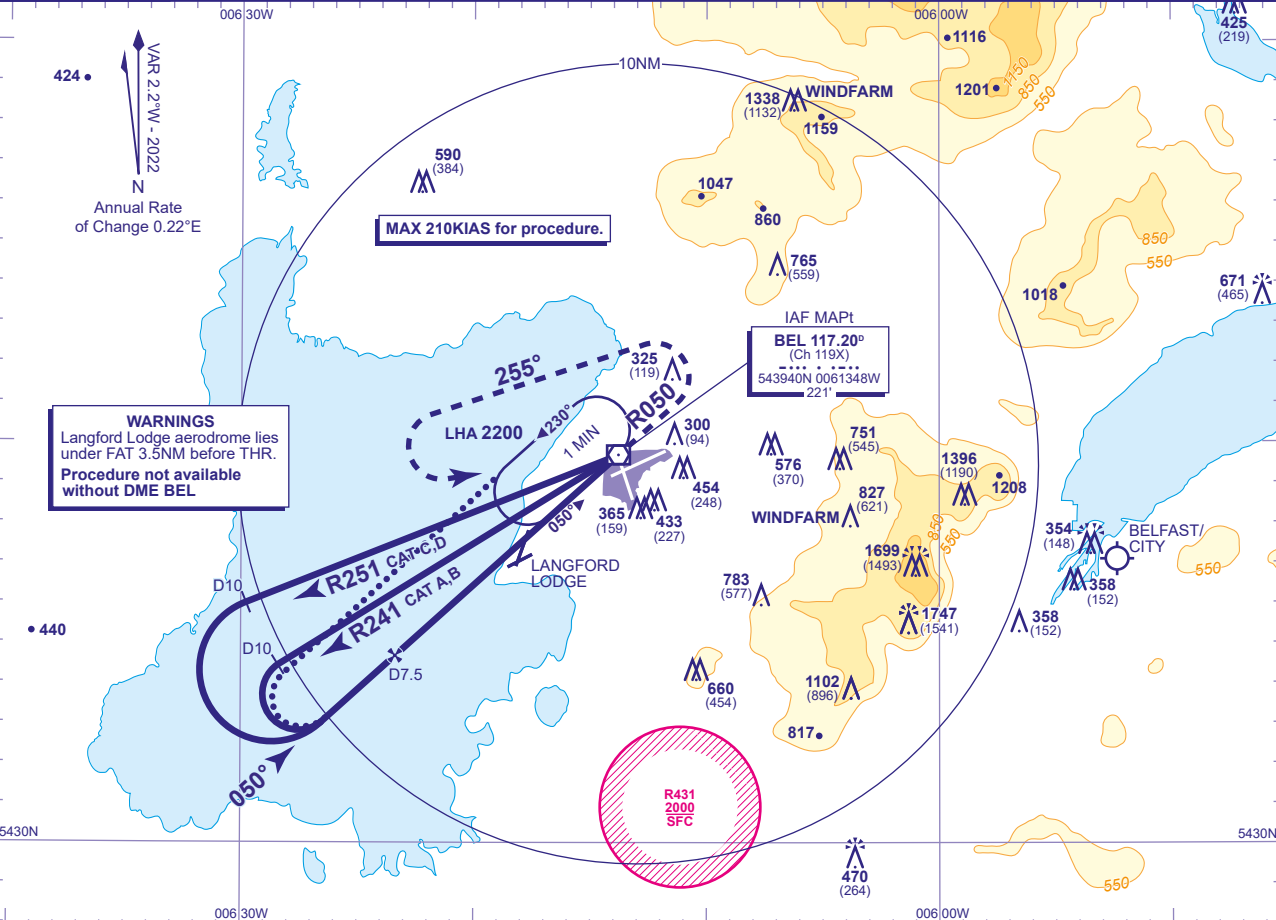 006 30W
006 00W
425
(219)
1116
VAR 2.2°W - 2022
424
10NM
1150
850
550
1201
1338
(1132)
WINDFARM
1159
590
(384)
N
Annual Rate
of Change 0.22°E
1047
860
MAX 210KIAS for procedure.
850
550
765
(559)
671
(465)
1018
IAF MAPt
BEL 117.20ᴰ
(Ch 119X)
-··· · ·-··
543940N 0061348W
221'
325
(119)
255°
R050
WARNINGS
Langford Lodge aerodrome lies
under FAT 3.5NM before THR.
Procedure not available
without DME BEL
LHA 2200
230°
1 MIN
300
(94)
576
(370)
751
(545)
1396
(1190)
1208
454
(248)
827
(621)
WINDFARM
365
(159)
433
(227)
050°
850
550
354
(148)
BELFAST/
CITY
1699
(1493)
550
LANGFORD
LODGE
R251 CAT C,D
D10
783
(577)
358
(152)
R241 CAT A,B
1747
(1541)
358
(152)
440
D10
D7.5
660
(454)
1102
(896)
817
050°
R431
2000
SFC
5430N
5430N
470
(264)
550
006 30W
006 00W